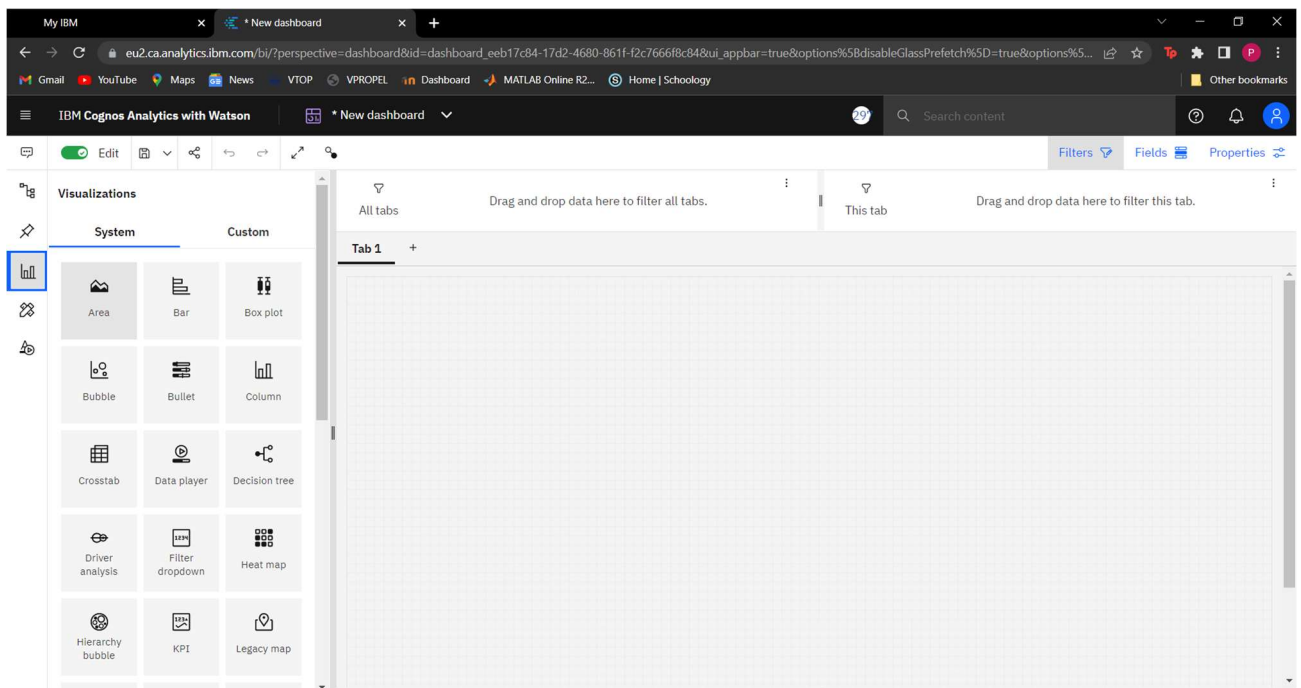 My IBM
* New dashboard
eu2.ca.analytics.ibm.com/bi/?perspective=dashboard&id=dashboard_eeb17c84-17d2-4680-861f-f2c7666f8c84&ui_appbar=true&options%5BdisableGlassPrefetch%5D=true&options%5...
Tp
P
Gmail YouTube Maps News VTOP VPROPEL Dashboard MATLAB Online R2... Home | Schoology Other bookmarks
IBM Cognos Analytics with Watson
* New dashboard
29
Search content
Edit
Filters Fields Properties
Visualizations
System Custom
All tabs
Drag and drop data here to filter all tabs.
This tab
Drag and drop data here to filter this tab.
Tab 1 +
Area Bar Box plot
Bubble Bullet Column
Crosstab Data player Decision tree
Driver analysis
Filter dropdown
Heat map
Hierarchy bubble
KPI
Legacy map